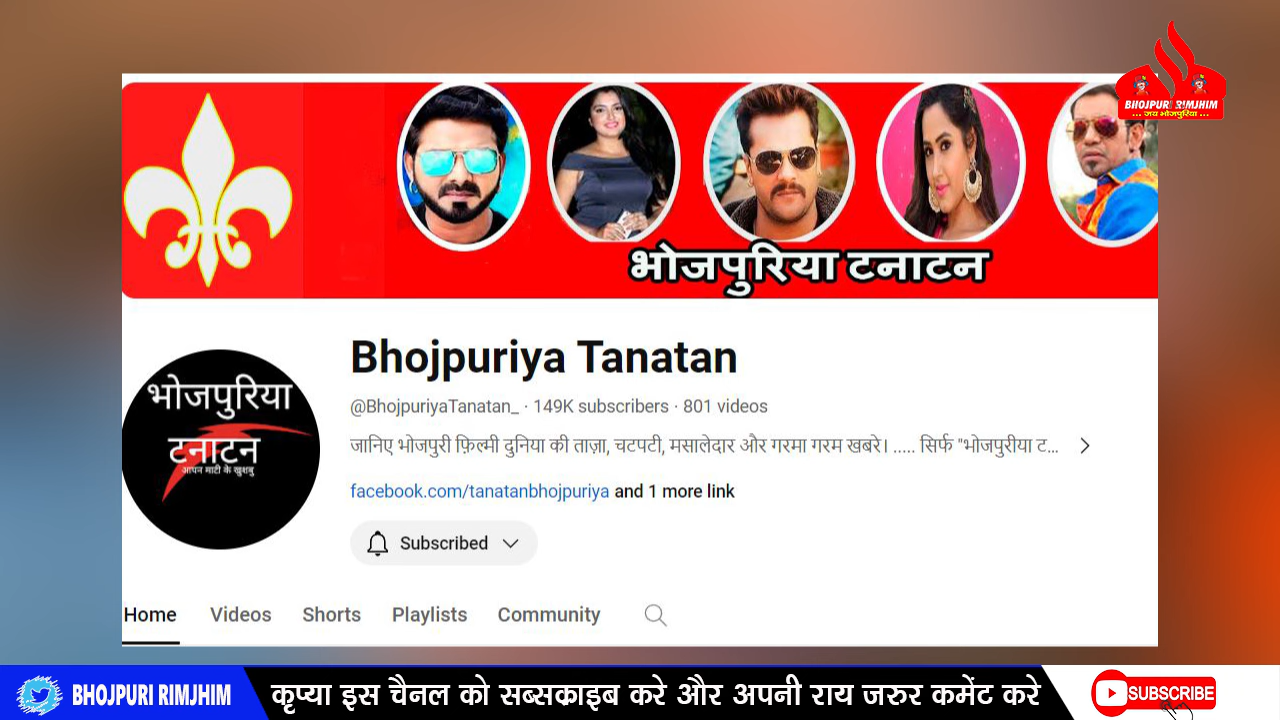 BHOJPURI RIMJHIM
... जय भोजपुरिया ...
भोजपुरिया टनाटन
भोजपुरिया
टनाटन
आपन माटी के खुशबु
Bhojpuriya Tanatan
@BhojpuriyaTanatan_ · 149K subscribers · 801 videos
जानिए भोजपुरी फ़िल्मी दुनिया की ताज़ा, चटपटी, मसालेदार और गरमा गरम खबरे। ..... सिर्फ "भोजपुरीया ट...
facebook.com/tanatanbhojpuriya and 1 more link
Subscribed
Home Videos Shorts Playlists Community
BHOJPURI RIMJHIM कृप्या इस चैनल को सब्सक्राइब करे और अपनी राय जरुर कमेंट करे SUBSCRIBE